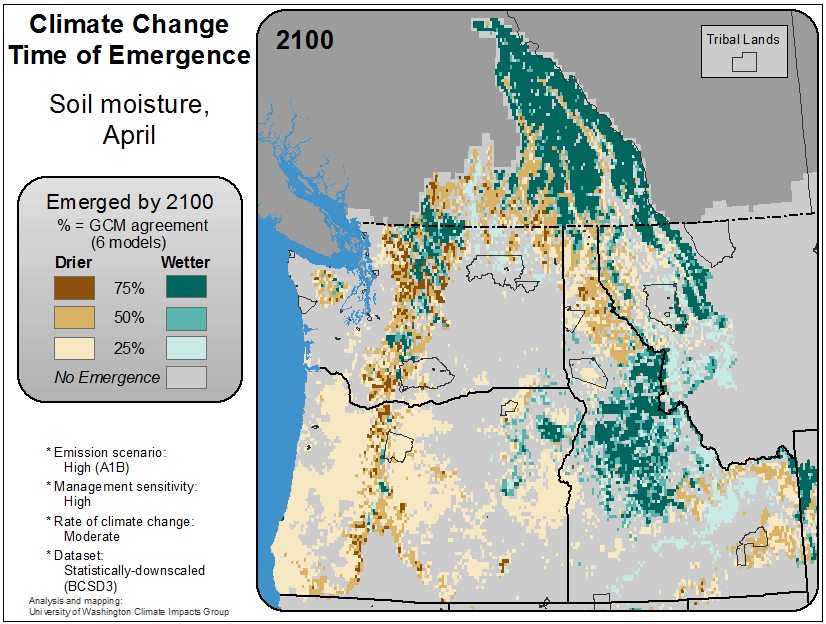 Climate Change
Time of Emergence
Soil moisture,
April
Emerged by 2100
% = GCM agreement
(6 models)
Drier Wetter
75%
50%
25%
No Emergence
* Emission scenario:
High (A1B)
* Management sensitivity:
High
* Rate of climate change:
Moderate
* Dataset:
Statistically-downscaled
(BCSD3)
Analysis and mapping:
University of Washington Climate Impacts Group
2100
Tribal Lands